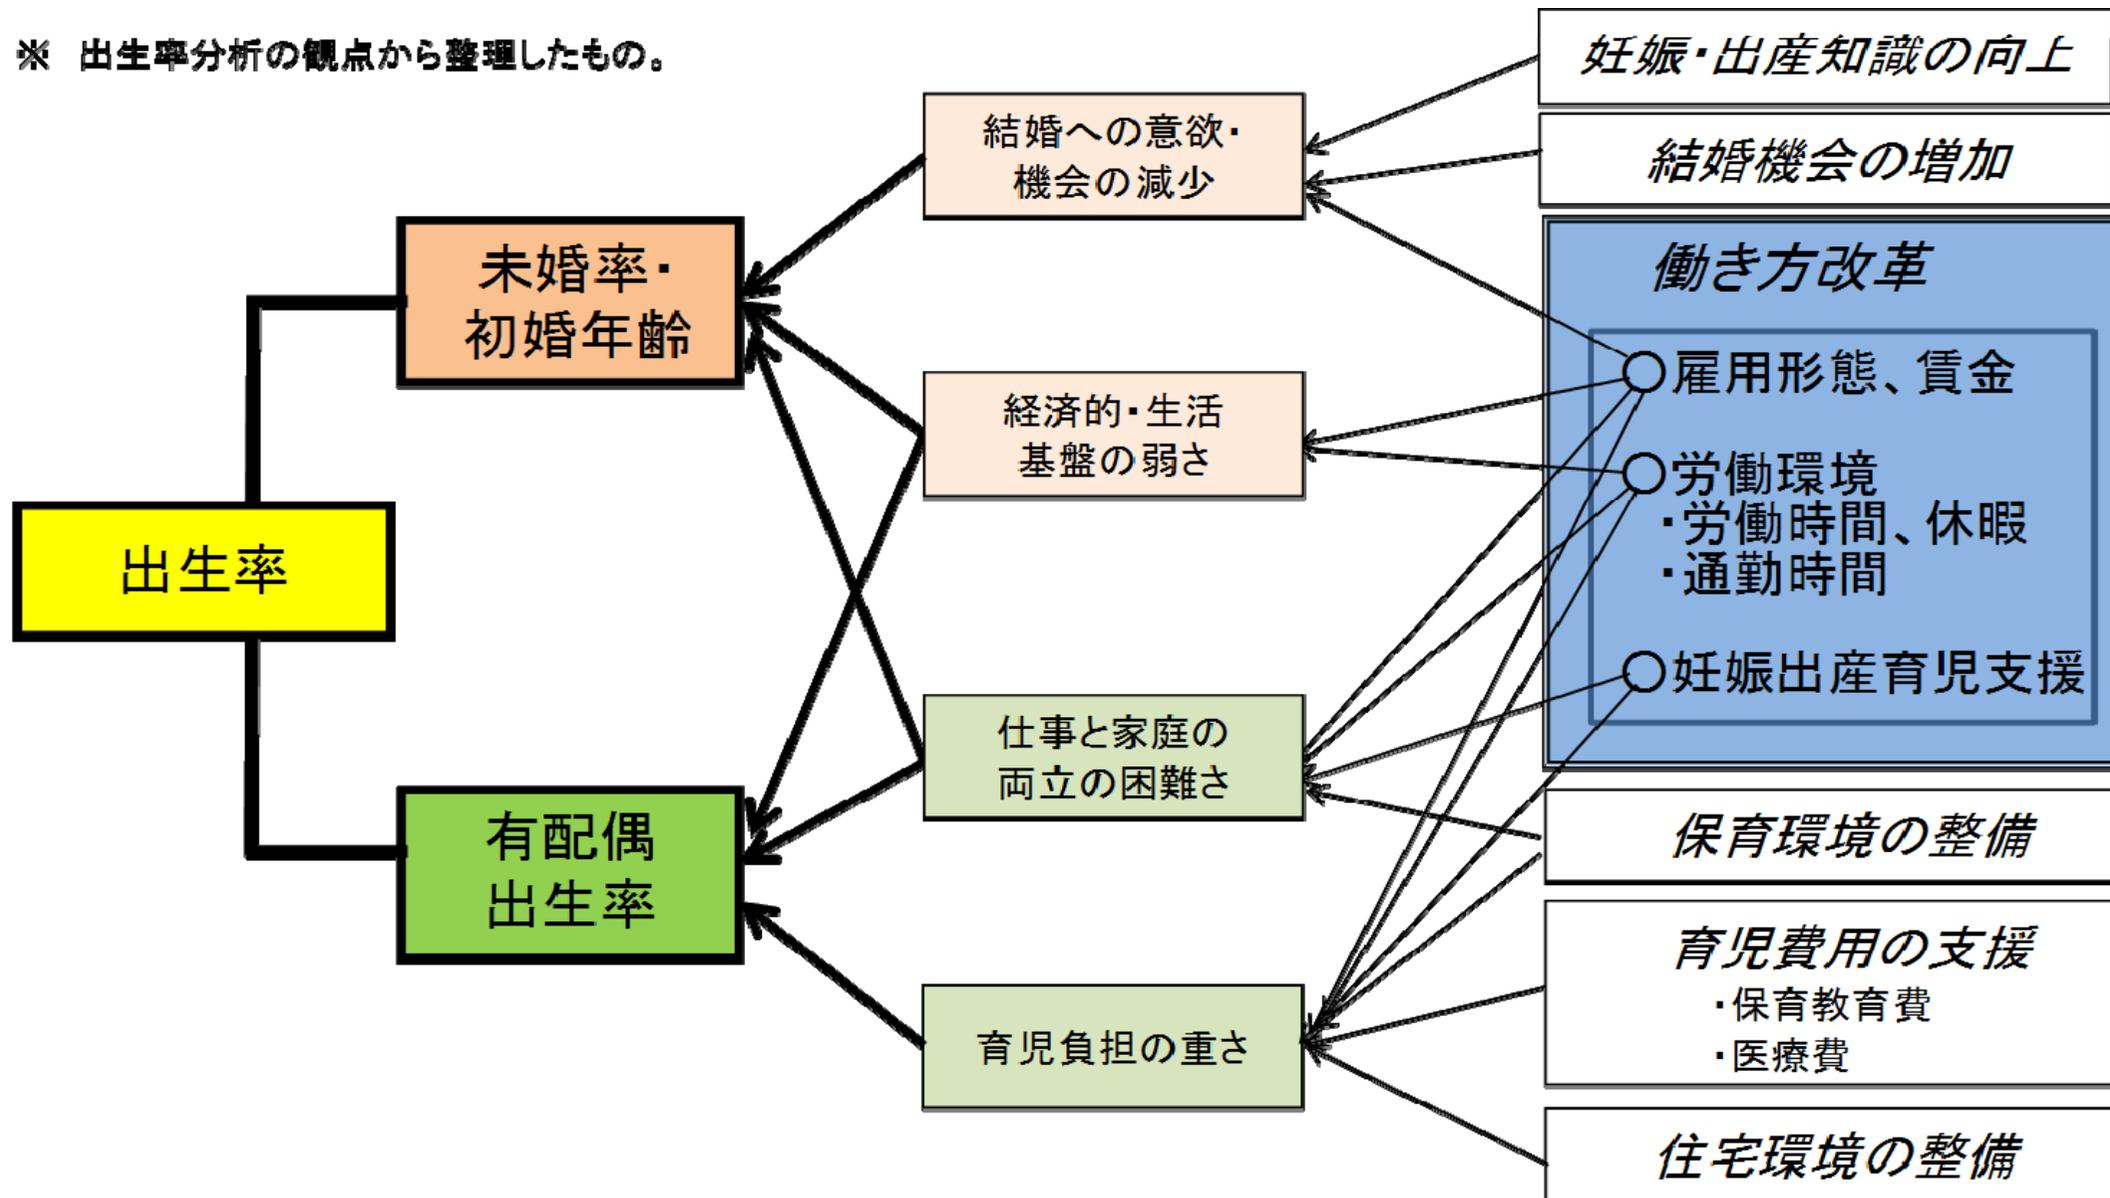 ※ 出生率分析の観点から整理したもの。
出生率
未婚率・
初婚年齢
有配偶
出生率
結婚への意欲・
機会の減少
経済的・生活
基盤の弱さ
仕事と家庭の
両立の困難さ
育児負担の重さ
妊娠・出産知識の向上
結婚機会の増加
働き方改革
○雇用形態、賃金
○労働環境
・労働時間、休暇
・通勤時間
○妊娠出産育児支援
保育環境の整備
育児費用の支援
・保育教育費
・医療費
住宅環境の整備